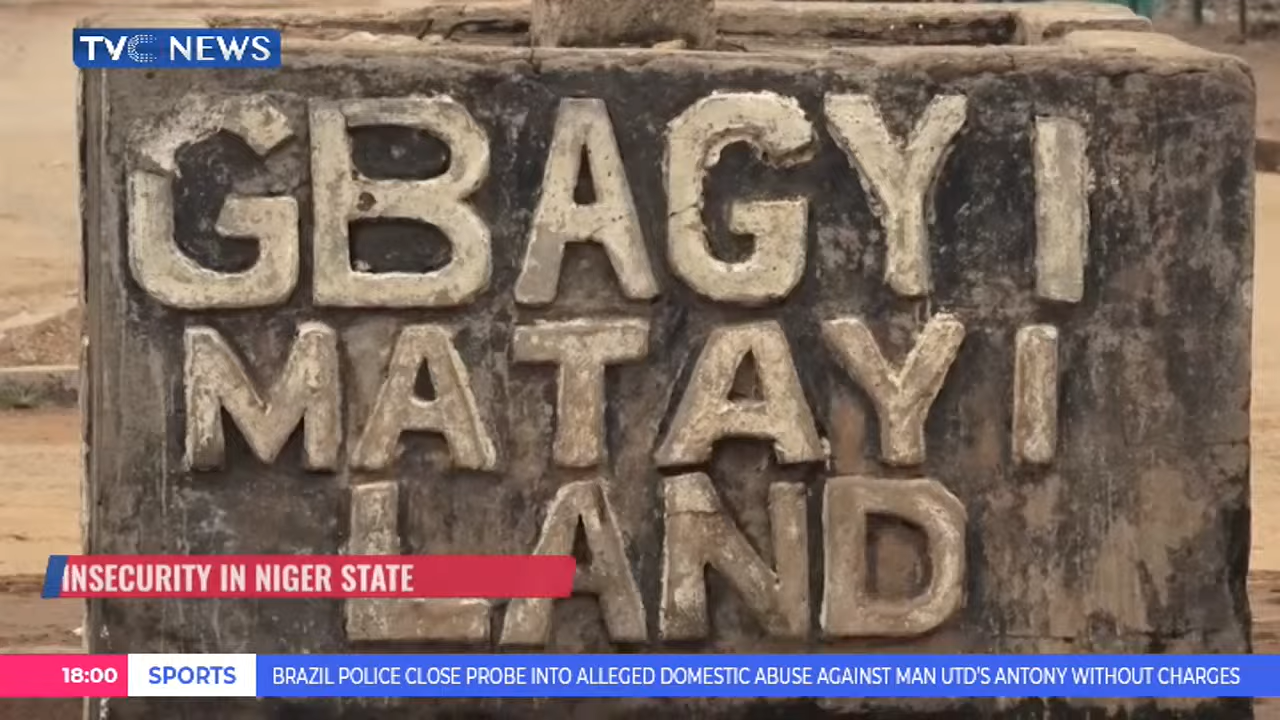 TVC NEWS
GBAGYI
MATAYI
LAND
INSECURITY IN NIGER STATE
18:00 SPORTS BRAZIL POLICE CLOSE PROBE INTO ALLEGED DOMESTIC ABUSE AGAINST MAN UTD'S ANTONY WITHOUT CHARGES